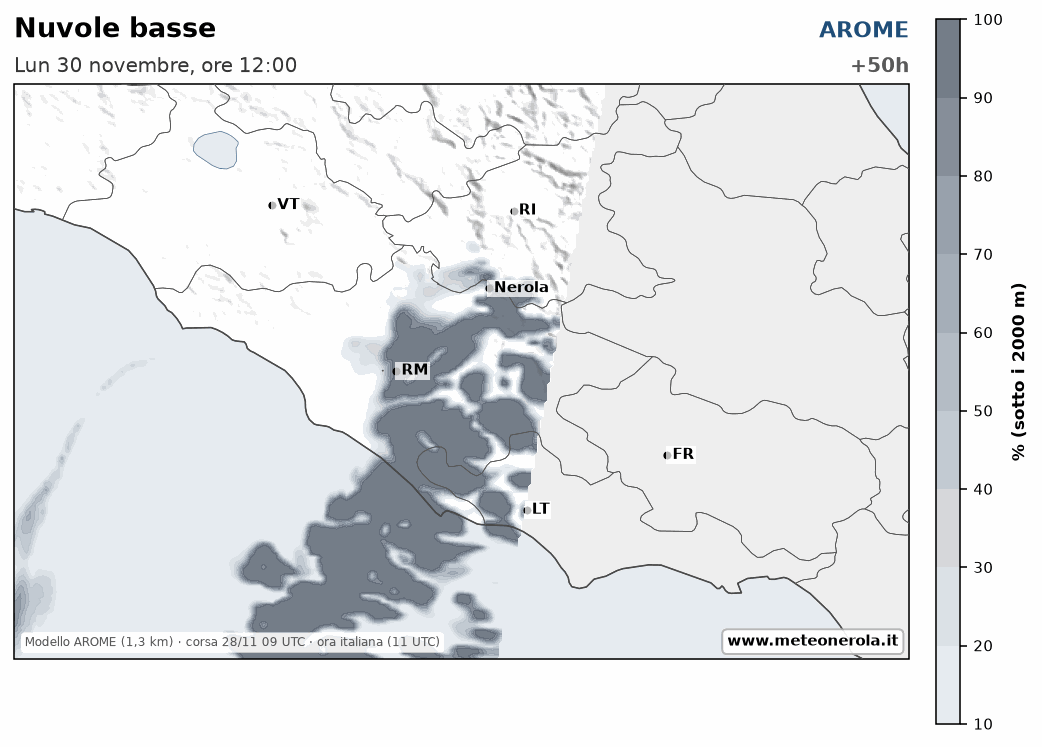 Nuvole basse
AROME
Lun 30 novembre, ore 12:00
+50h
100
90
80
70
60
50
40
30
20
10
% (sotto i 2000 m)
VT
RI
Nerola
RM
FR
LT
Modello AROME (1,3 km) · corsa 28/11 09 UTC · ora italiana (11 UTC)
www.meteonerola.it